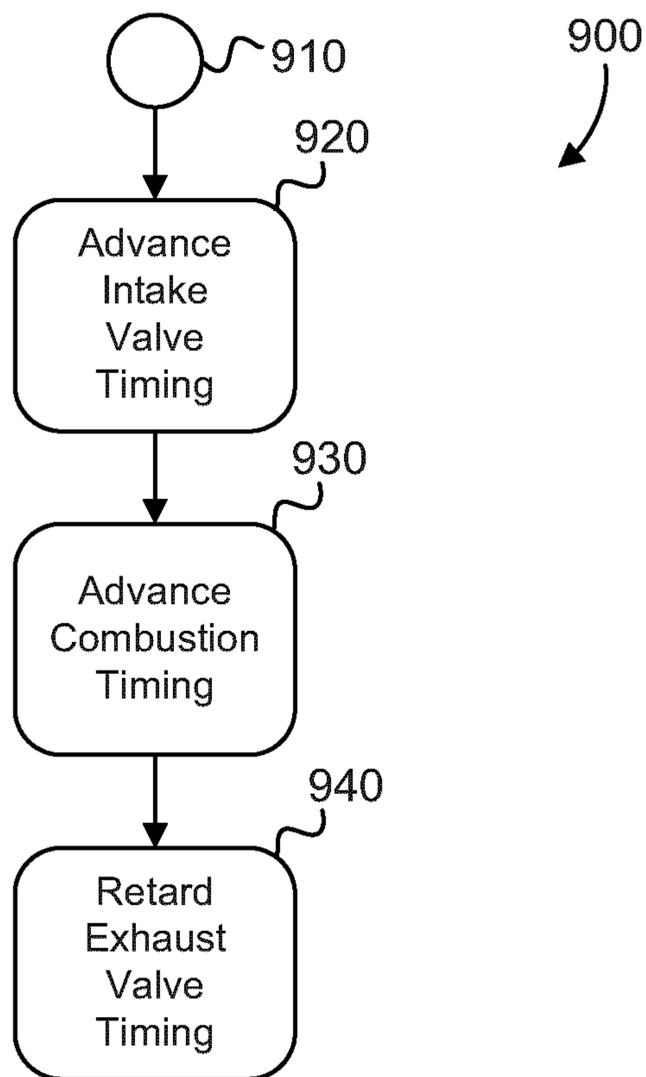 910
900
920
Advance
Intake
Valve
Timing
930
Advance
Combustion
Timing
940
Retard
Exhaust
Valve
Timing